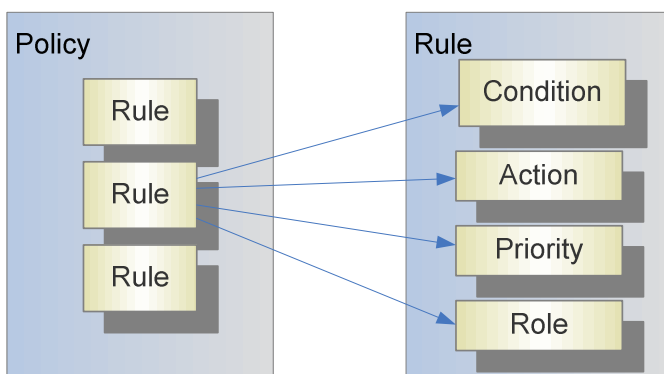 Policy
Rule
Rule
Rule
Rule
Condition
Action
Priority
Role